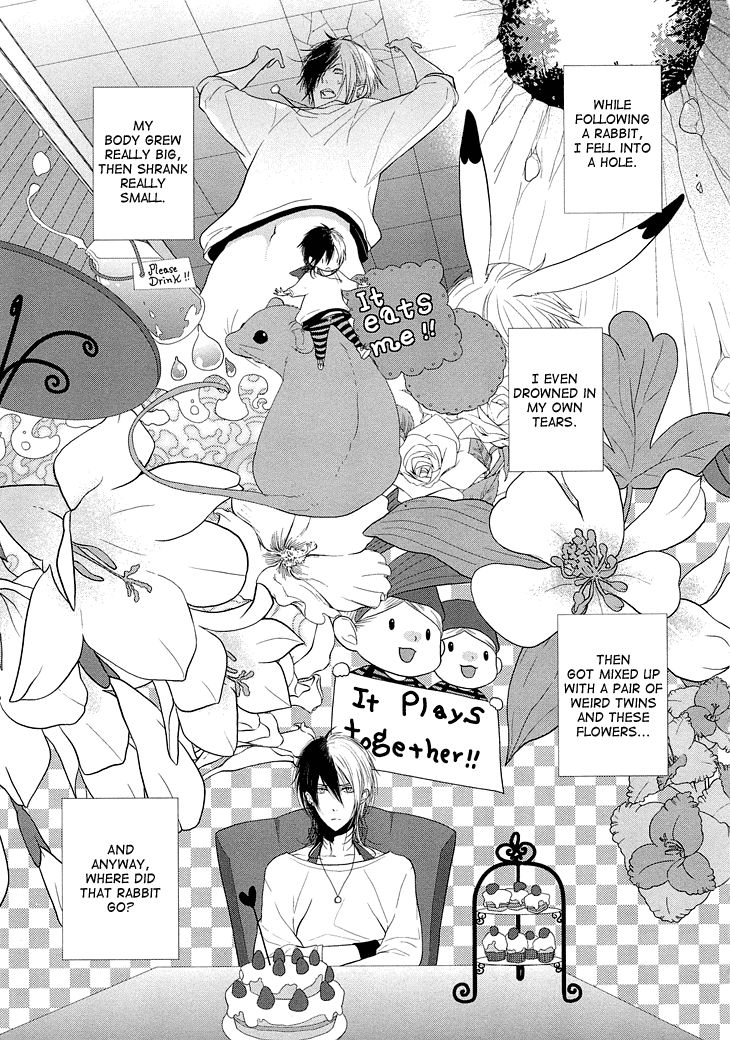 WHILE
FOLLOWING
A RABBIT,
I FELL INTO
A HOLE.
MY
BODY GREW
REALLY BIG,
THEN SHRANK
REALLY
SMALL.
Please
Drink!!
It
eats
me!!
I EVEN
DROWNED IN
MY OWN
TEARS.
THEN
GOT MIXED UP
WITH A PAIR OF
WEIRD TWINS
AND THESE
FLOWERS...
It Plays
together!!
AND
ANYWAY,
WHERE DID
THAT RABBIT
GO?